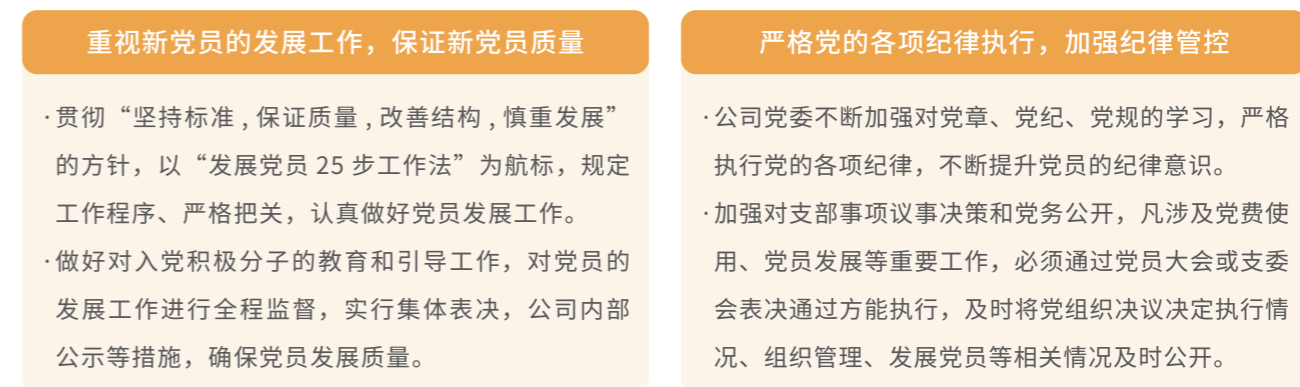 重视新党员的发展工作，保证新党员质量
·贯彻“坚持标准,保证质量,改善结构,慎重发展”
的方针，以“发展党员 25 步工作法”为航标，规定
工作程序、严格把关，认真做好党员发展工作。
·做好对入党积极分子的教育和引导工作，对党员的
发展工作进行全程监督，实行集体表决，公司内部
公示等措施，确保党员发展质量。
严格党的各项纪律执行，加强纪律管控
·公司党委不断加强对党章、党纪、党规的学习，严格
执行党的各项纪律，不断提升党员的纪律意识。
·加强对支部事项议事决策和党务公开，凡涉及党费使
用、党员发展等重要工作，必须通过党员大会或支委
会表决通过方能执行，及时将党组织决议决定执行情
况、组织管理、发展党员等相关情况及时公开。